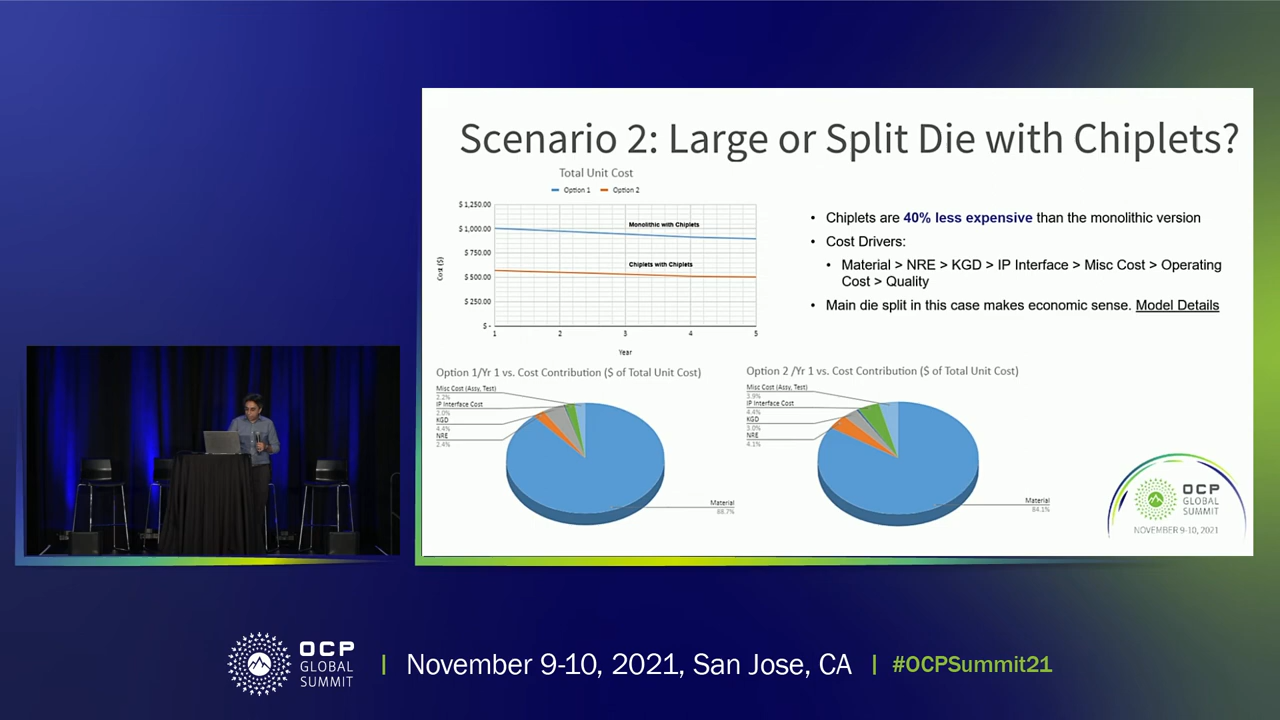 Scenario 2: Large or Split Die with Chiplets?
Total Unit Cost
Option 1
Option 2
$ 1,250.00
$ 1,000.00
$ 750.00
$ 500.00
$ 250.00
$ -
Cost ($)
Monolithic with Chiplets
Chiplets with Chiplets
1
2
3
4
5
Year
• Chiplets are 40% less expensive than the monolithic version
• Cost Drivers:
• Material > NRE > KGD > IP Interface > Misc Cost > Operating
Cost > Quality
• Main die split in this case makes economic sense. Model Details
Option 1/Yr 1 vs. Cost Contribution ($ of Total Unit Cost)
Misc Cost (Assy, Test)
2.2%
IP Interface Cost
2.0%
KGD
4.4%
NRE
2.4%
Material
88.7%
Option 2 /Yr 1 vs. Cost Contribution ($ of Total Unit Cost)
Misc Cost (Assy, Test)
3.9%
IP Interface Cost
4.4%
KGD
3.0%
NRE
4.1%
Material
84.1%
OCP
GLOBAL
SUMMIT
NOVEMBER 9-10, 2021
OCP
GLOBAL
SUMMIT
| November 9-10, 2021, San Jose, CA | #OCPSummit21